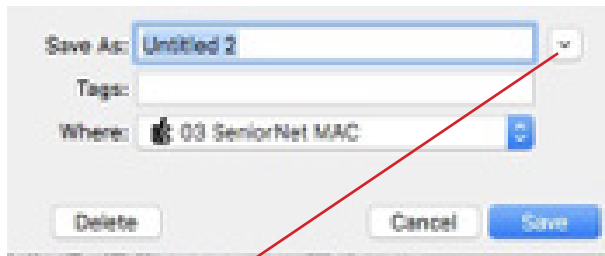 Save As: Untitled 2
Tags:
Where: 03 SeniorNet MAC
Delete Cancel Save